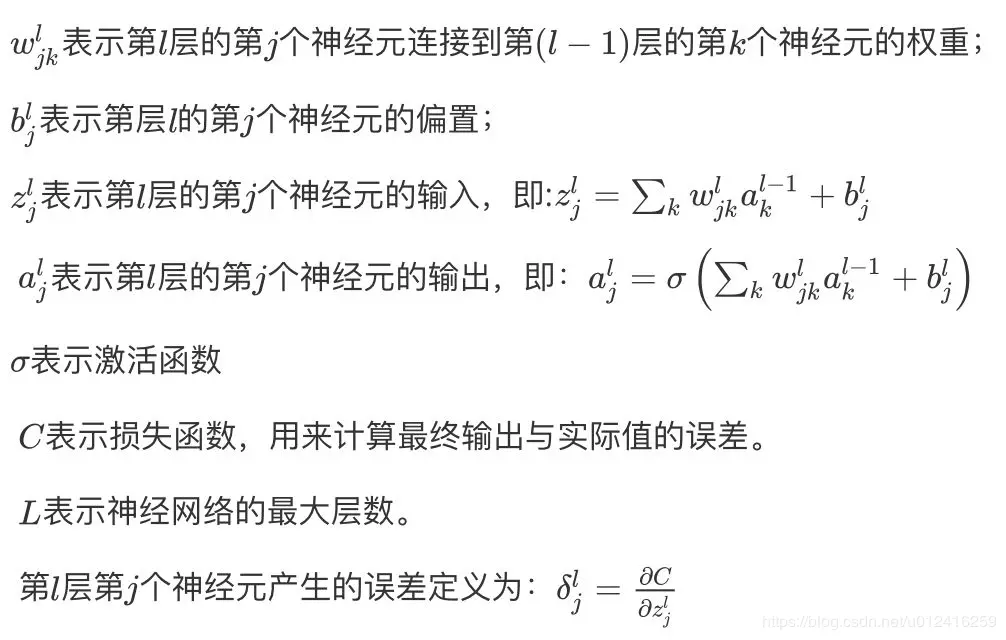 $w_{jk}^{l}$表示第$l$层的第$j$个神经元连接到第$(l-1)$层的第$k$个神经元的权重；
$b_{j}^{l}$表示第层$l$的第$j$个神经元的偏置；
$z_{j}^{l}$表示第$l$层的第$j$个神经元的输入，即:$z_{j}^{l}=\sum_{k} w_{jk}^{l} a_{k}^{l-1}+b_{j}^{l}$
$a_{j}^{l}$表示第$l$层的第$j$个神经元的输出，即：$a_{j}^{l}=\sigma\left(\sum_{k} w_{jk}^{l} a_{k}^{l-1}+b_{j}^{l}\right)$
$\sigma$表示激活函数
$C$表示损失函数，用来计算最终输出与实际值的误差。
$L$表示神经网络的最大层数。
第$l$层第$j$个神经元产生的误差定义为：$\delta_{j}^{l}=\frac{\partial C}{\partial z_{j}^{l}}$
https://blog.csdn.net/u012416259